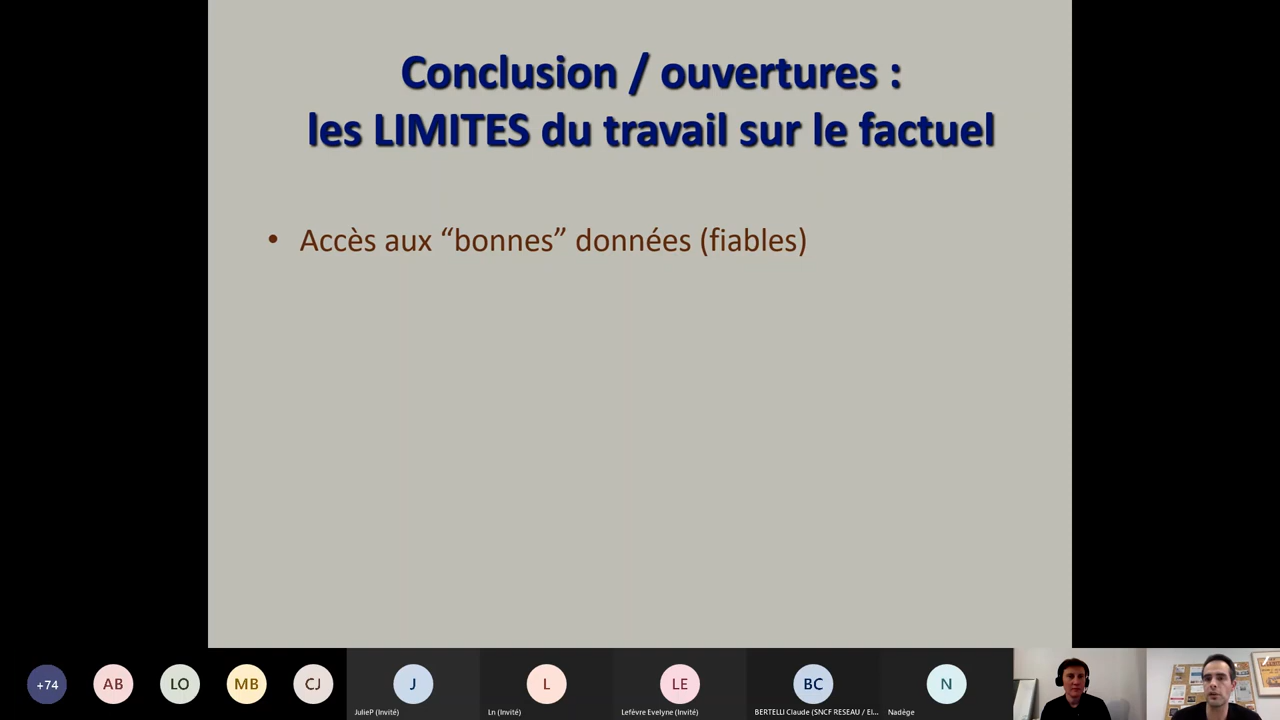 Conclusion / ouvertures :
les LIMITES du travail sur le factuel
• Accès aux “bonnes” données (fiables)
+74
AB
LO
MB
CJ
J
L
LE
BC
N
JulieP (Invité)
Ln (Invité)
Lefèvre Evelyne (Invité)
BERTELLI Claude (SNCF RESEAU / EI...
Nadège